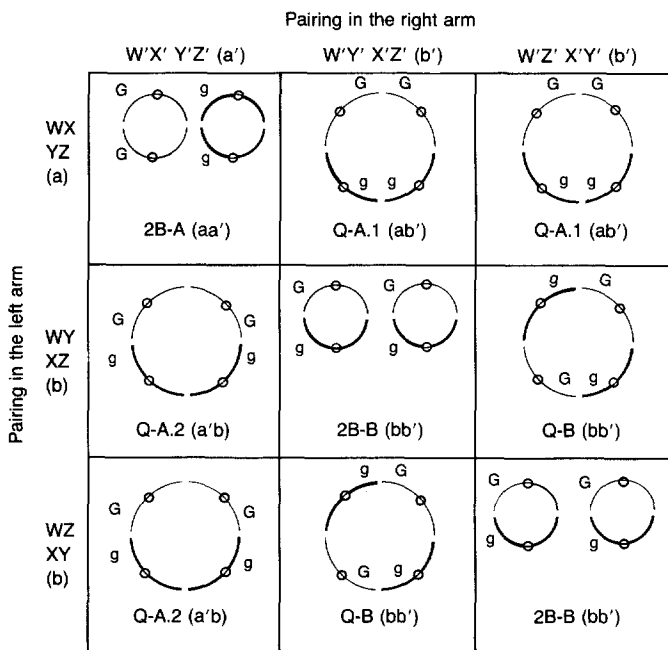 Pairing in the right arm
W'X' Y'Z' (a') W'Y' X'Z' (b') W'Z' X'Y' (b')
Pairing in the left arm
WX
YZ
(a)
G g
G g
2B-A (aa')
G G
g g
Q-A.1 (ab')
G G
g g
Q-A.1 (ab')
WY
XZ
(b)
G G
g g
Q-A.2 (a'b)
G G
g g
2B-B (bb')
g G
G g
Q-B (bb')
WZ
XY
(b)
G G
g g
Q-A.2 (a'b)
g G
G g
Q-B (bb')
G G
g g
2B-B (bb')